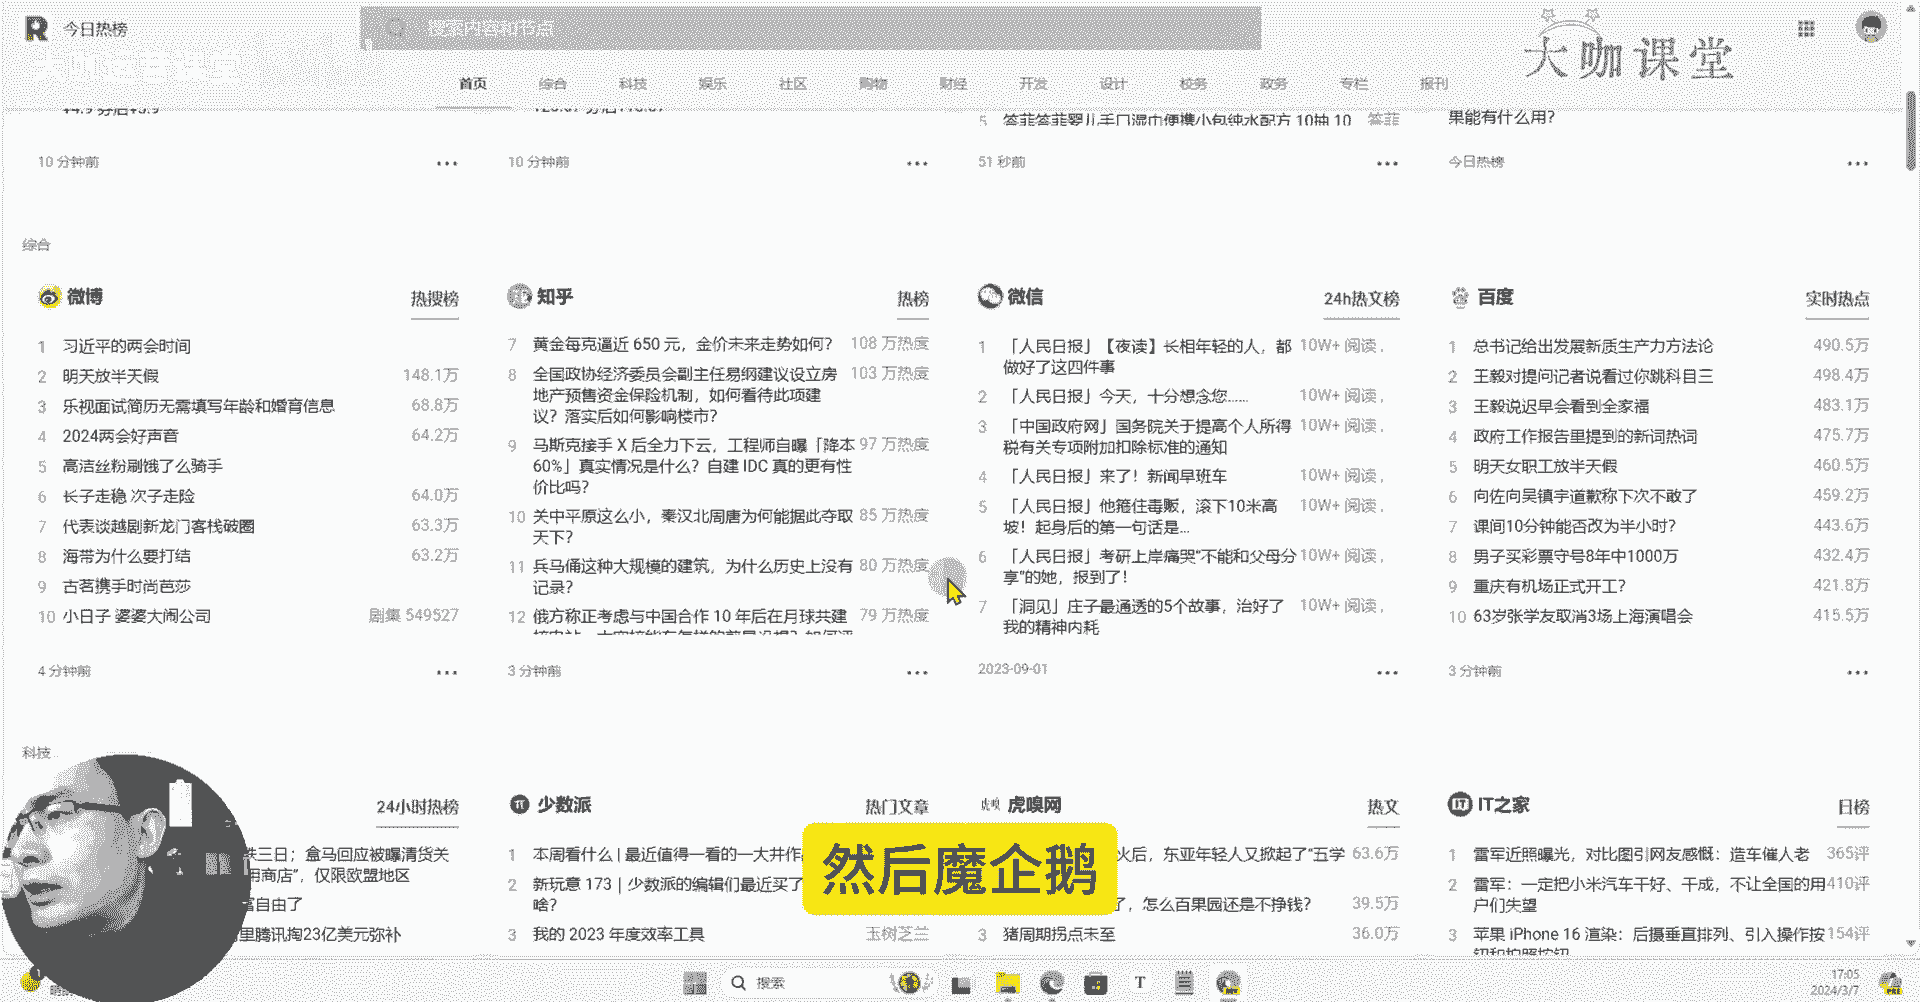 今日热榜
搜索内容和节点
大咖课堂
首页 综合 科技 娱乐 社区 购物 财经 开发 设计 校务 政务 专栏 报刊
5 答菲答菲婴儿手口湿巾便携小包纯水配方 10抽 10 答菲
果能有什么用？
10 分钟前
10 分钟前
51 秒前
今日热榜
综合
微博 热搜榜
1 习近平的两会时间
2 明天放半天假 148.1万
3 乐视面试简历无需填写年龄和婚育信息 68.8万
4 2024两会好声音 64.2万
5 高洁丝粉刷饿了么骑手
6 长子走稳 次子走险 64.0万
7 代表谈越剧新龙门客栈破圈 63.3万
8 海带为什么要打结 63.2万
9 古茗携手时尚芭莎
10 小日子 婆婆大闹公司 剧集 549527
4 分钟前
知乎 热榜
7 黄金每克逼近 650 元，金价未来走势如何？ 108 万热度
8 全国政协经济委员会副主任易纲建议设立房 103 万热度
地产预售资金保险机制，如何看待此项建
议？落实后如何影响楼市？
9 马斯克接手 X 后全力下云，工程师自曝「降本 97 万热度
60%」真实情况是什么？自建 IDC 真的更有性
价比吗？
10 关中平原这么小，秦汉北周唐为何能据此夺取 85 万热度
天下？
11 兵马俑这种大规模的建筑，为什么历史上没有 80 万热度
记录？
12 俄方称正考虑与中国合作 10 年后在月球共建 79 万热度
3 分钟前
微信 24h热文榜
1 「人民日报」【夜读】长相年轻的人，都 10W+ 阅读 .
做好了这四件事
2 「人民日报」今天，十分想念您…… 10W+ 阅读 .
3 「中国政府网」国务院关于提高个人所得 10W+ 阅读 .
税有关专项附加扣除标准的通知
4 「人民日报」来了！新闻早班车 10W+ 阅读 .
5 「人民日报」他箍住毒贩，滚下10米高 10W+ 阅读 .
坡！起身后的第一句话是…
6 「人民日报」考研上岸痛哭“不能和父母分 10W+ 阅读 .
享”的她，报到了！
7 「洞见」庄子最通透的5个故事，治好了 10W+ 阅读 .
我的精神内耗
2023-09-01
百度 实时热点
1 总书记给出发展新质生产力方法论 490.5万
2 王毅对提问记者说看过你跳科目三 498.4万
3 王毅说迟早会看到全家福 483.1万
4 政府工作报告里提到的新词热词 475.7万
5 明天女职工放半天假 460.5万
6 向佐向吴镇宇道歉称下次不敢了 459.2万
7 课间10分钟能否改为半小时？ 443.6万
8 男子买彩票守号8年中1000万 432.4万
9 重庆有机场正式开工？ 421.8万
10 63岁张学友取消3场上海演唱会 415.5万
3 分钟前
科技
24小时热榜
三日；盒马回应被曝清货关
用商店”，仅限欧盟地区
自由了
里腾讯掏23亿美元弥补
少数派 热门文章
1 本周看什么 | 最近值得一看的一大井作
2 新玩意 173｜少数派的编辑们最近买了
啥？
3 我的 2023 年度效率工具 玉树芝兰
虎嗅 虎嗅网 热文
火后，东亚年轻人又掀起了“五学 63.6万
了，怎么百果园还是不挣钱？ 39.5万
3 猪周期拐点未至 36.0万
IT之家 日榜
1 雷军近照曝光，对比图引网友感慨：造车催人老 365评
2 雷军：一定把小米汽车干好、干成，不让全国的用 410评
户们失望
3 苹果 iPhone 16 渲染：后摄垂直排列、引入操作按 154评
然后魔企鹅
搜索
17:05
2024/3/7